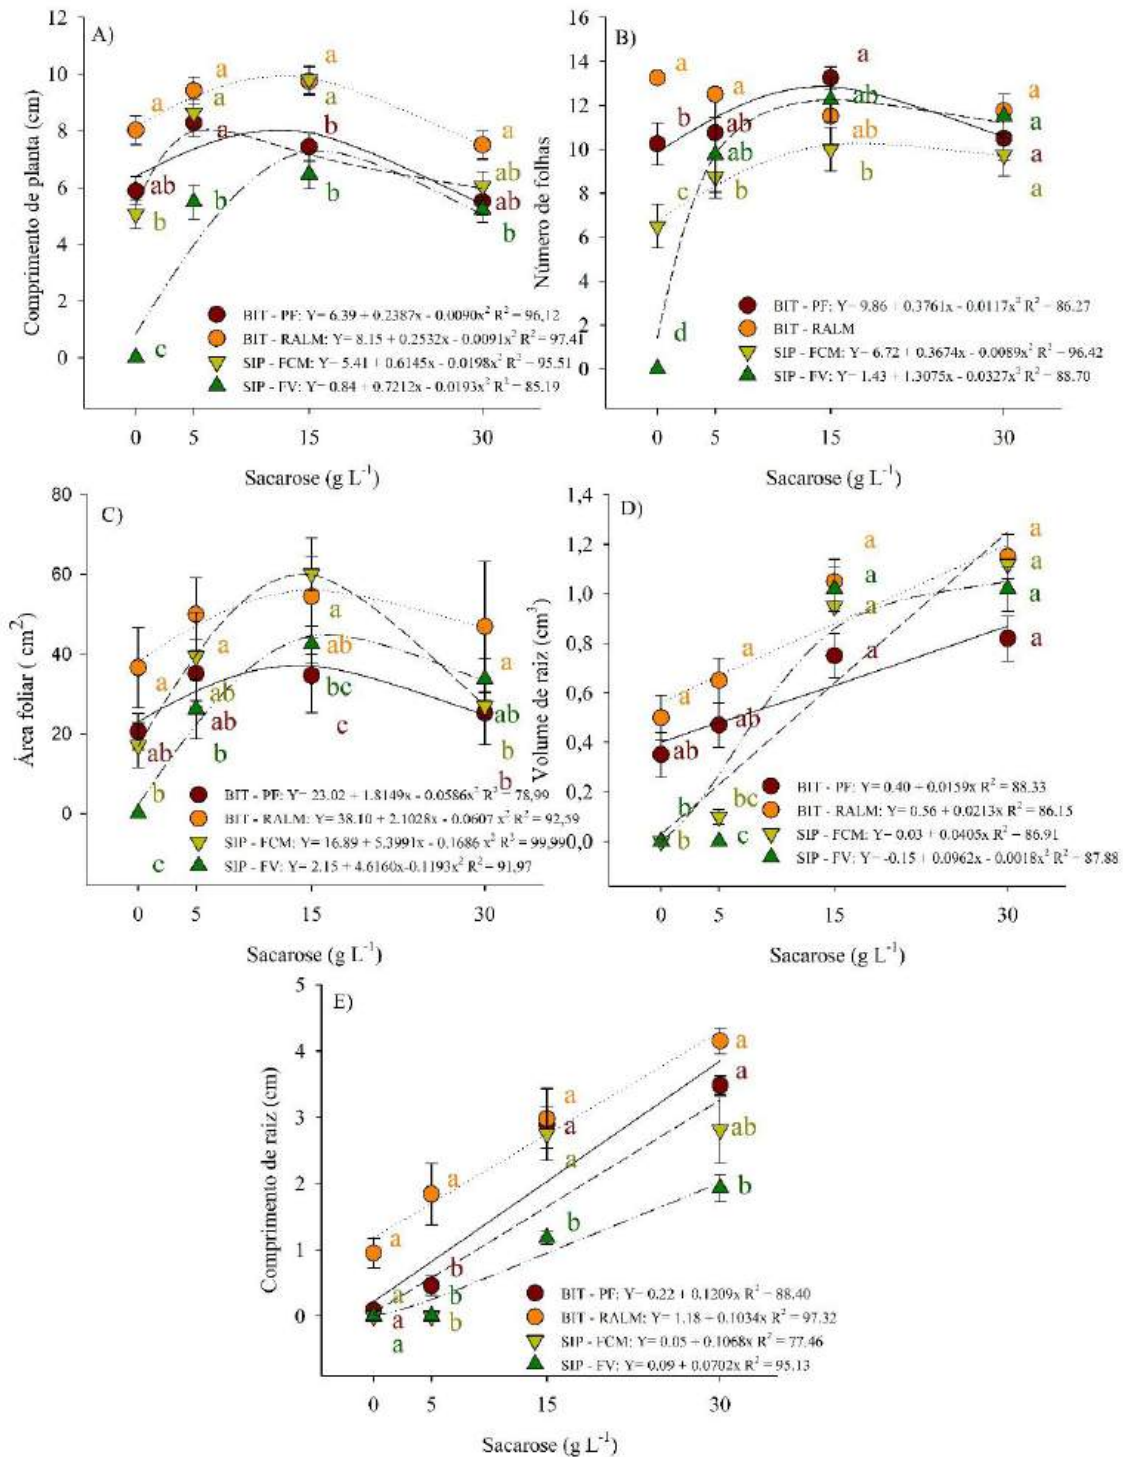 A)
12
10
8
6
4
2
0
Comprimento de planta (cm)
a
a
a
a
a
a
b
a
ab
b
b
b
ab
ab
b
c
BIT - PF: Y= 6.39 + 0.2387x - 0.0090x² R² = 96,12
BIT - RALM: Y= 8.15 + 0.2532x - 0.0091x² R² = 97.41
SIP - FCM: Y= 5.41 + 0.6145x - 0.0198x² R² = 95.51
SIP - FV: Y= 0.84 + 0.7212x - 0.0193x² R² = 85.19
0 5 15 30
Sacarose (g L⁻¹)
B)
16
14
12
10
8
6
4
2
0
Número de folhas
a
a
a
a
b
ab
ab
a
ab
ab
a
c
b
b
a
d
BIT - PF: Y= 9.86 + 0.3761x - 0.0117x² R² = 86.27
BIT - RALM
SIP - FCM: Y= 6.72 + 0.3674x - 0.0089x² R² = 96.42
SIP - FV: Y= 1.43 + 1.3075x - 0.0327x² R² = 88.70
0 5 15 30
Sacarose (g L⁻¹)
C)
80
60
40
20
0
Área foliar ( cm²)
a
a
a
ab
a
ab
bc
ab
ab
ab
c
b
b
b
b
c
BIT - PF: Y= 23.02 + 1.8149x - 0.0586x² R² = 78,99
BIT - RALM: Y= 38.10 + 2.1028x - 0.0607 x² R² = 92,59
SIP - FCM: Y= 16.89 + 5.3991x - 0.1686 x² R² = 99,99
SIP - FV: Y= 2.15 + 4.6160x-0.1193x² R² = 91,97
0 5 15 30
Sacarose (g L⁻¹)
D)
1,4
1,2
1,0
0,8
0,6
0,4
0,2
0,0
Volume de raiz (cm³)
a
a
a
a
a
a
a
a
a
ab
ab
b
bc
b
c
BIT - PF: Y= 0.40 + 0.0159x R² = 88.33
BIT - RALM: Y= 0.56 + 0.0213x R² = 86.15
SIP - FCM: Y= 0.03 + 0.0405x R² = 86.91
SIP - FV: Y= -0.15 + 0.0962x - 0.0018x² R² = 87.88
0 5 15 30
Sacarose (g L⁻¹)
E)
5
4
3
2
1
0
Comprimento de raiz (cm)
a
a
a
a
ab
a
a
b
b
a
b
a
b
a
b
a
BIT - PF: Y= 0.22 + 0.1209x R² = 88.40
BIT - RALM: Y= 1.18 + 0.1034x R² = 97.32
SIP - FCM: Y= 0.05 + 0.1068x R² = 77.46
SIP - FV: Y= 0.09 + 0.0702x R² = 95.13
0 5 15 30
Sacarose (g L⁻¹)